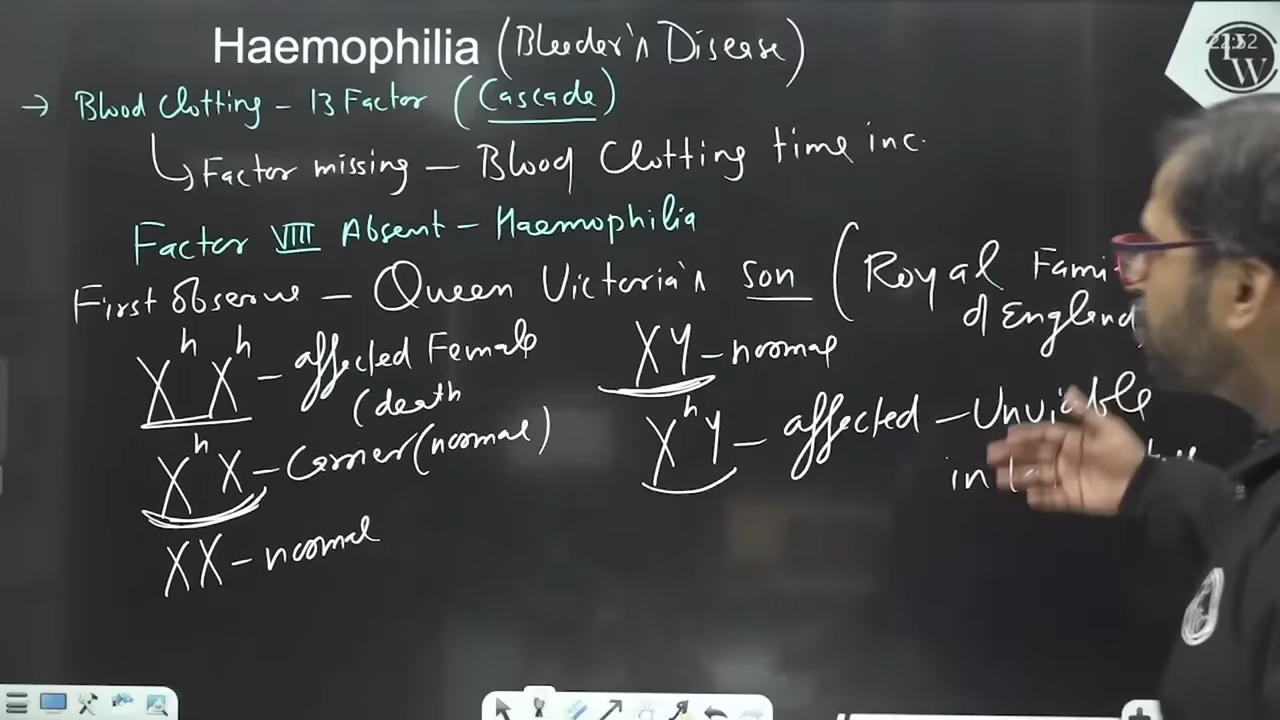 Haemophilia (Bleeder's Disease)
→ Blood Clotting - 13 Factor (Cascade)
Factor missing - Blood Clotting time inc.
Factor VIII Absent - Haemophilia
First observe - Queen Victoria's son (Royal
of England
XʰXʰ - affected Female
(death
XʰX - Carrier (normal)
XX - normal
XY - normal
XʰY - affected - Unviable
in
W